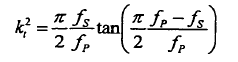 k_t^2 = \frac{\pi}{2} \frac{f_S}{f_P} \tan\left( \frac{\pi}{2} \frac{f_P - f_S}{f_P} \right)